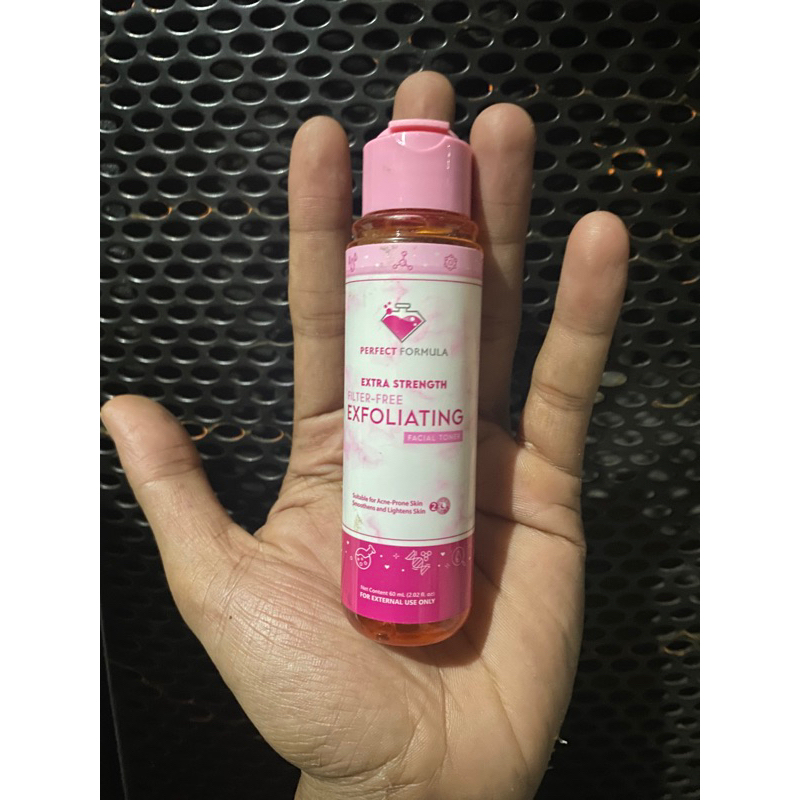 PERFECT FORMULA
EXTRA STRENGTH
FILTER-FREE
EXFOLIATING
FACIAL TONER
Suitable for Acne-Prone Skin
Smoothens and Lightens Skin
Net Content 60 mL (2.02 fl. oz)
FOR EXTERNAL USE ONLY